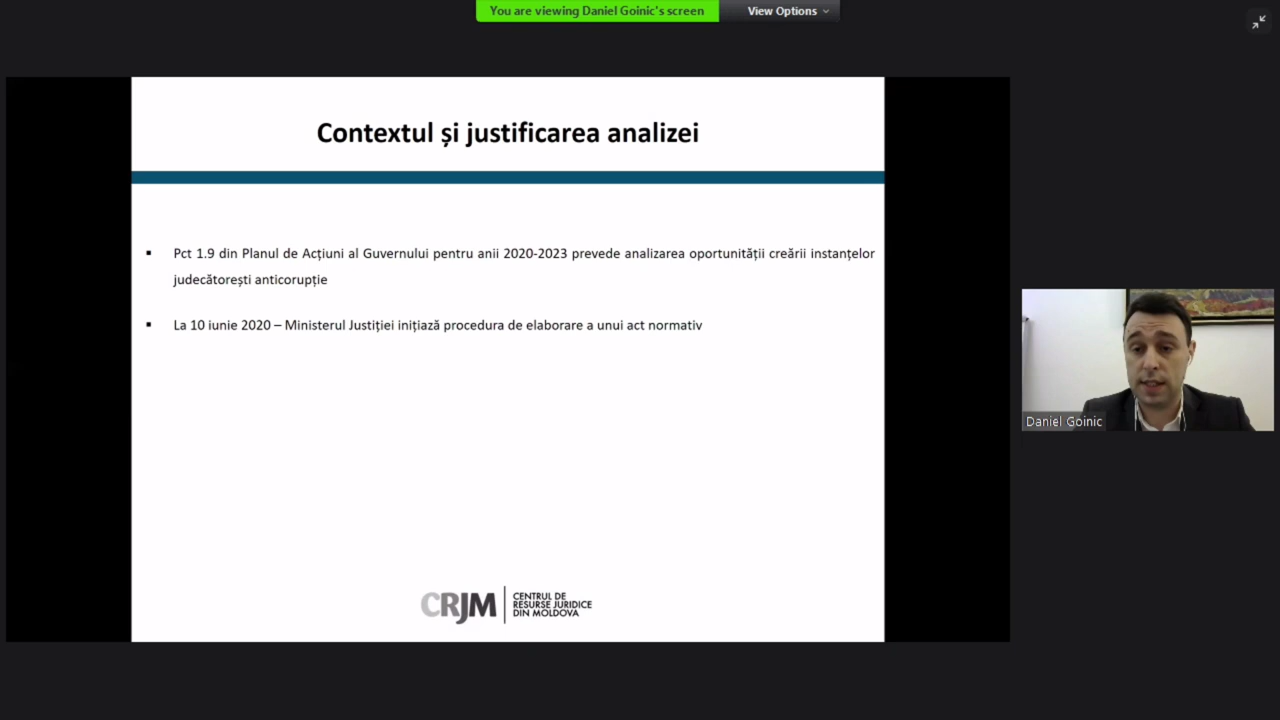 You are viewing Daniel Goinic's screen
View Options
Contextul și justificarea analizei
▪ Pct 1.9 din Planul de Acțiuni al Guvernului pentru anii 2020-2023 prevede analizarea oportunității creării instanțelor
judecătorești anticorupție
▪ La 10 iunie 2020 – Ministerul Justiției inițiază procedura de elaborare a unui act normativ
Daniel Goinic
CRJM
CENTRUL DE
RESURSE JURIDICE
DIN MOLDOVA